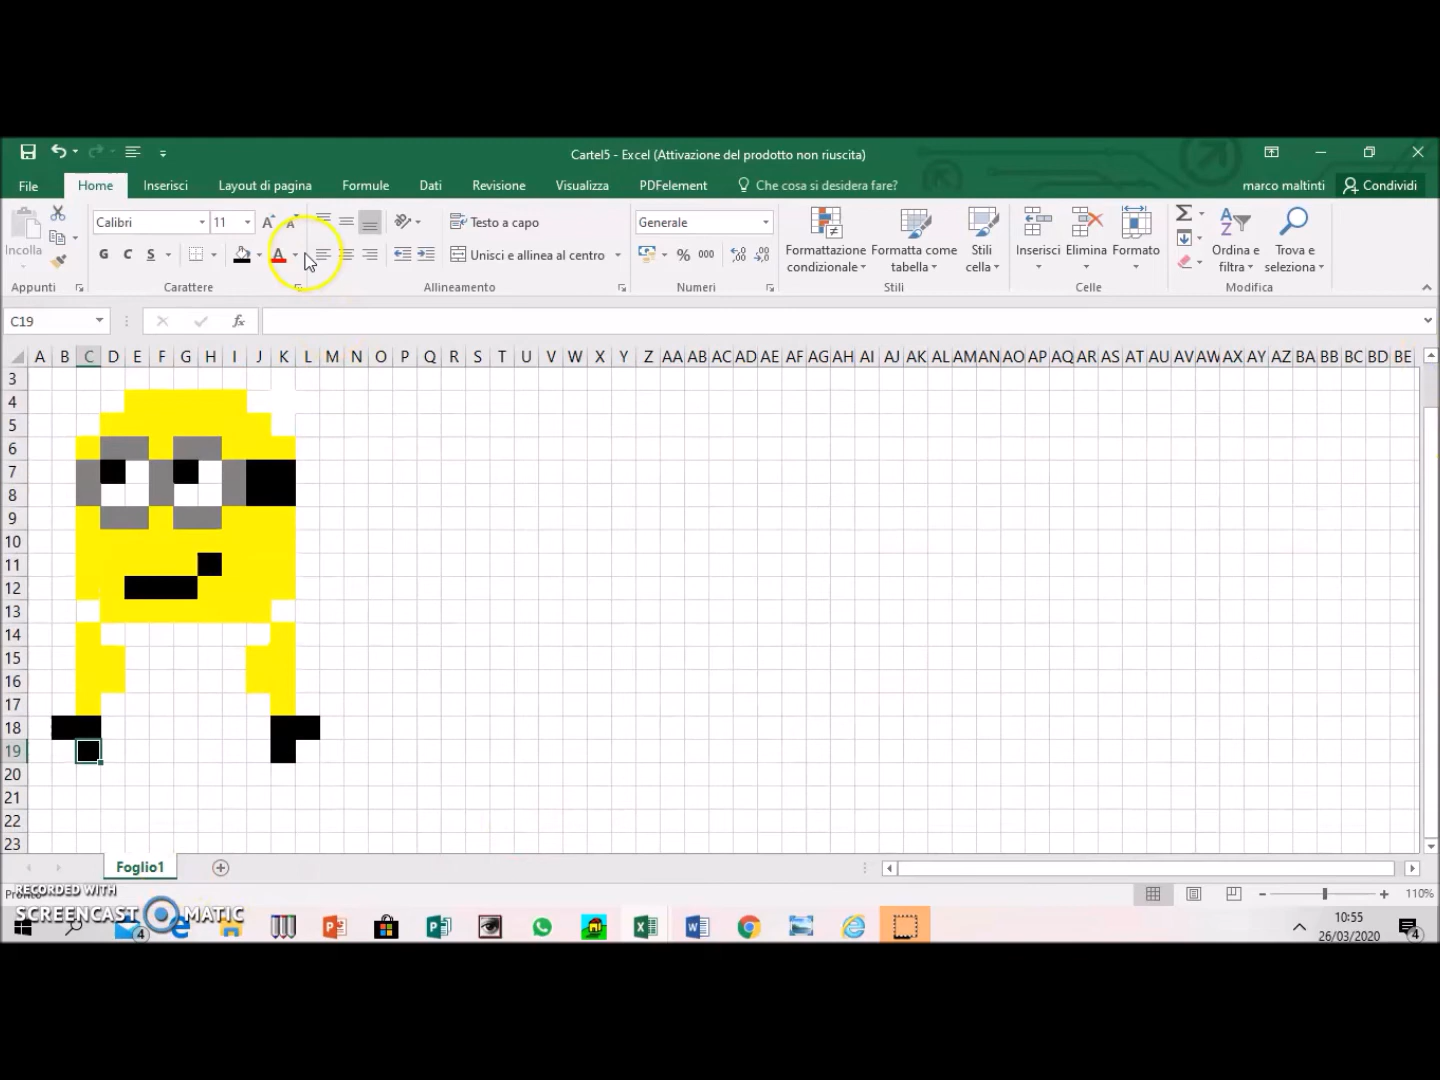 Cartel5 - Excel (Attivazione del prodotto non riuscita)
File Home Inserisci Layout di pagina Formule Dati Revisione Visualizza PDFelement Che cosa si desidera fare? marco maltinti Condividi
Incolla Calibri 11 Testo a capo Generale
G C S A Unisci e allinea al centro % 000
Formattazione condizionale Formatta come tabella Stili cella Inserisci Elimina Formato Ordina e filtra Trova e seleziona
Appunti Carattere Allineamento Numeri Stili Celle Modifica
C19 fx
A B C D E F G H I J K L M N O P Q R S T U V W X Y Z AA AB AC AD AE AF AG AH AI AJ AK AL AM AN AO AP AQ AR AS AT AU AV AW AX AY AZ BA BB BC BD BE
3
4
5
6
7
8
9
10
11
12
13
14
15
16
17
18
19
20
21
22
23
Foglio1
RECORDED WITH
SCREENCAST MATIC
110%
4
10:55
26/03/2020
4